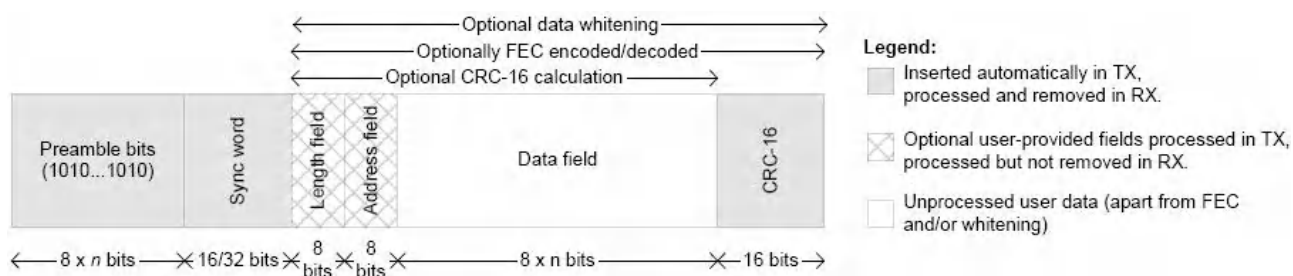 Optional data whitening
Optionally FEC encoded/decoded
Optional CRC-16 calculation
Preamble bits
(1010...1010)
Sync word
Length field
Address field
Data field
CRC-16
8 x n bits
16/32 bits
8
bits
8
bits
8 x n bits
16 bits
Legend:
Inserted automatically in TX,
processed and removed in RX.
Optional user-provided fields processed in TX,
processed but not removed in RX.
Unprocessed user data (apart from FEC
and/or whitening)